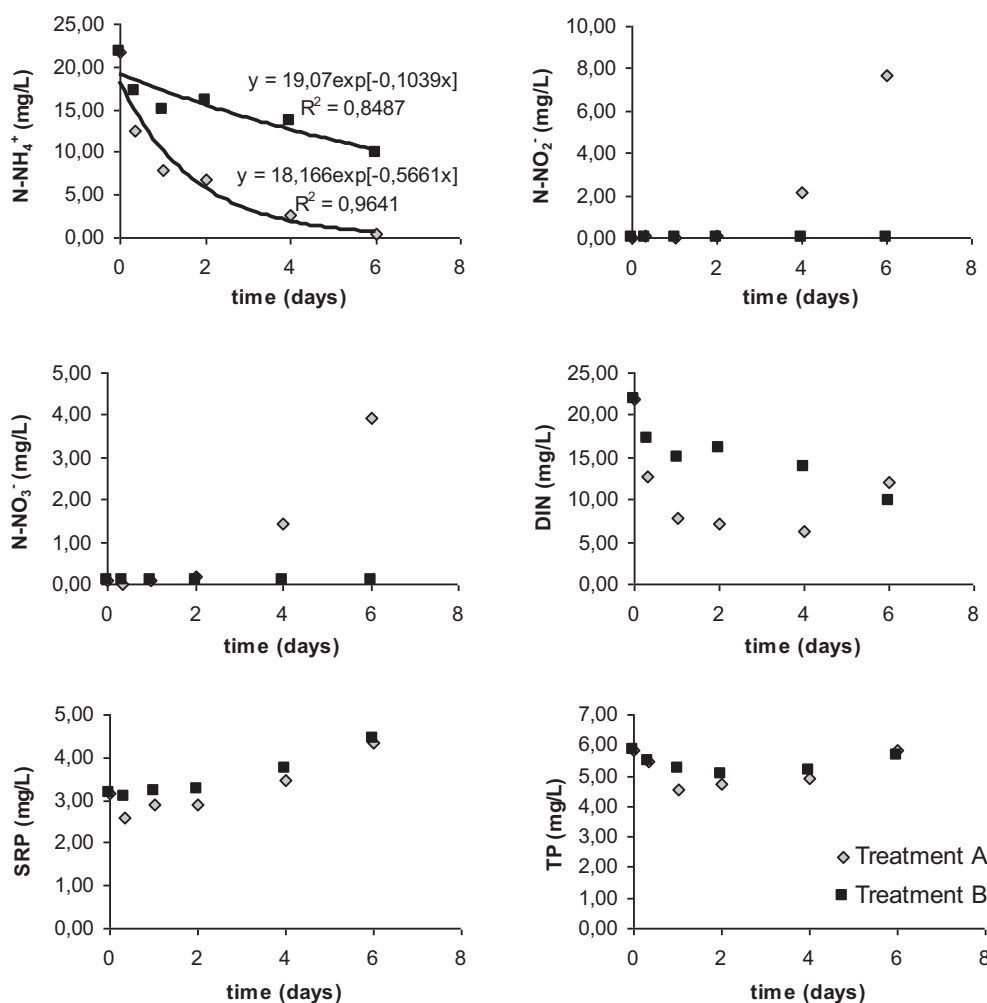 25,00
20,00
15,00
10,00
5,00
0,00
N-NH₄⁺ (mg/L)
y = 19,07exp[-0,1039x]
R² = 0,8487
y = 18,166exp[-0,5661x]
R² = 0,9641
0 2 4 6 8
time (days)
10,00
8,00
6,00
4,00
2,00
0,00
N-NO₂⁻ (mg/L)
0 2 4 6 8
time (days)
5,00
4,00
3,00
2,00
1,00
0,00
N-NO₃⁻ (mg/L)
0 2 4 6 8
time (days)
25,00
20,00
15,00
10,00
5,00
0,00
DIN (mg/L)
0 2 4 6 8
time (days)
5,00
4,00
3,00
2,00
1,00
0,00
SRP (mg/L)
0 2 4 6 8
time (days)
7,00
6,00
5,00
4,00
3,00
2,00
1,00
0,00
TP (mg/L)
Treatment A
Treatment B
0 2 4 6 8
time (days)